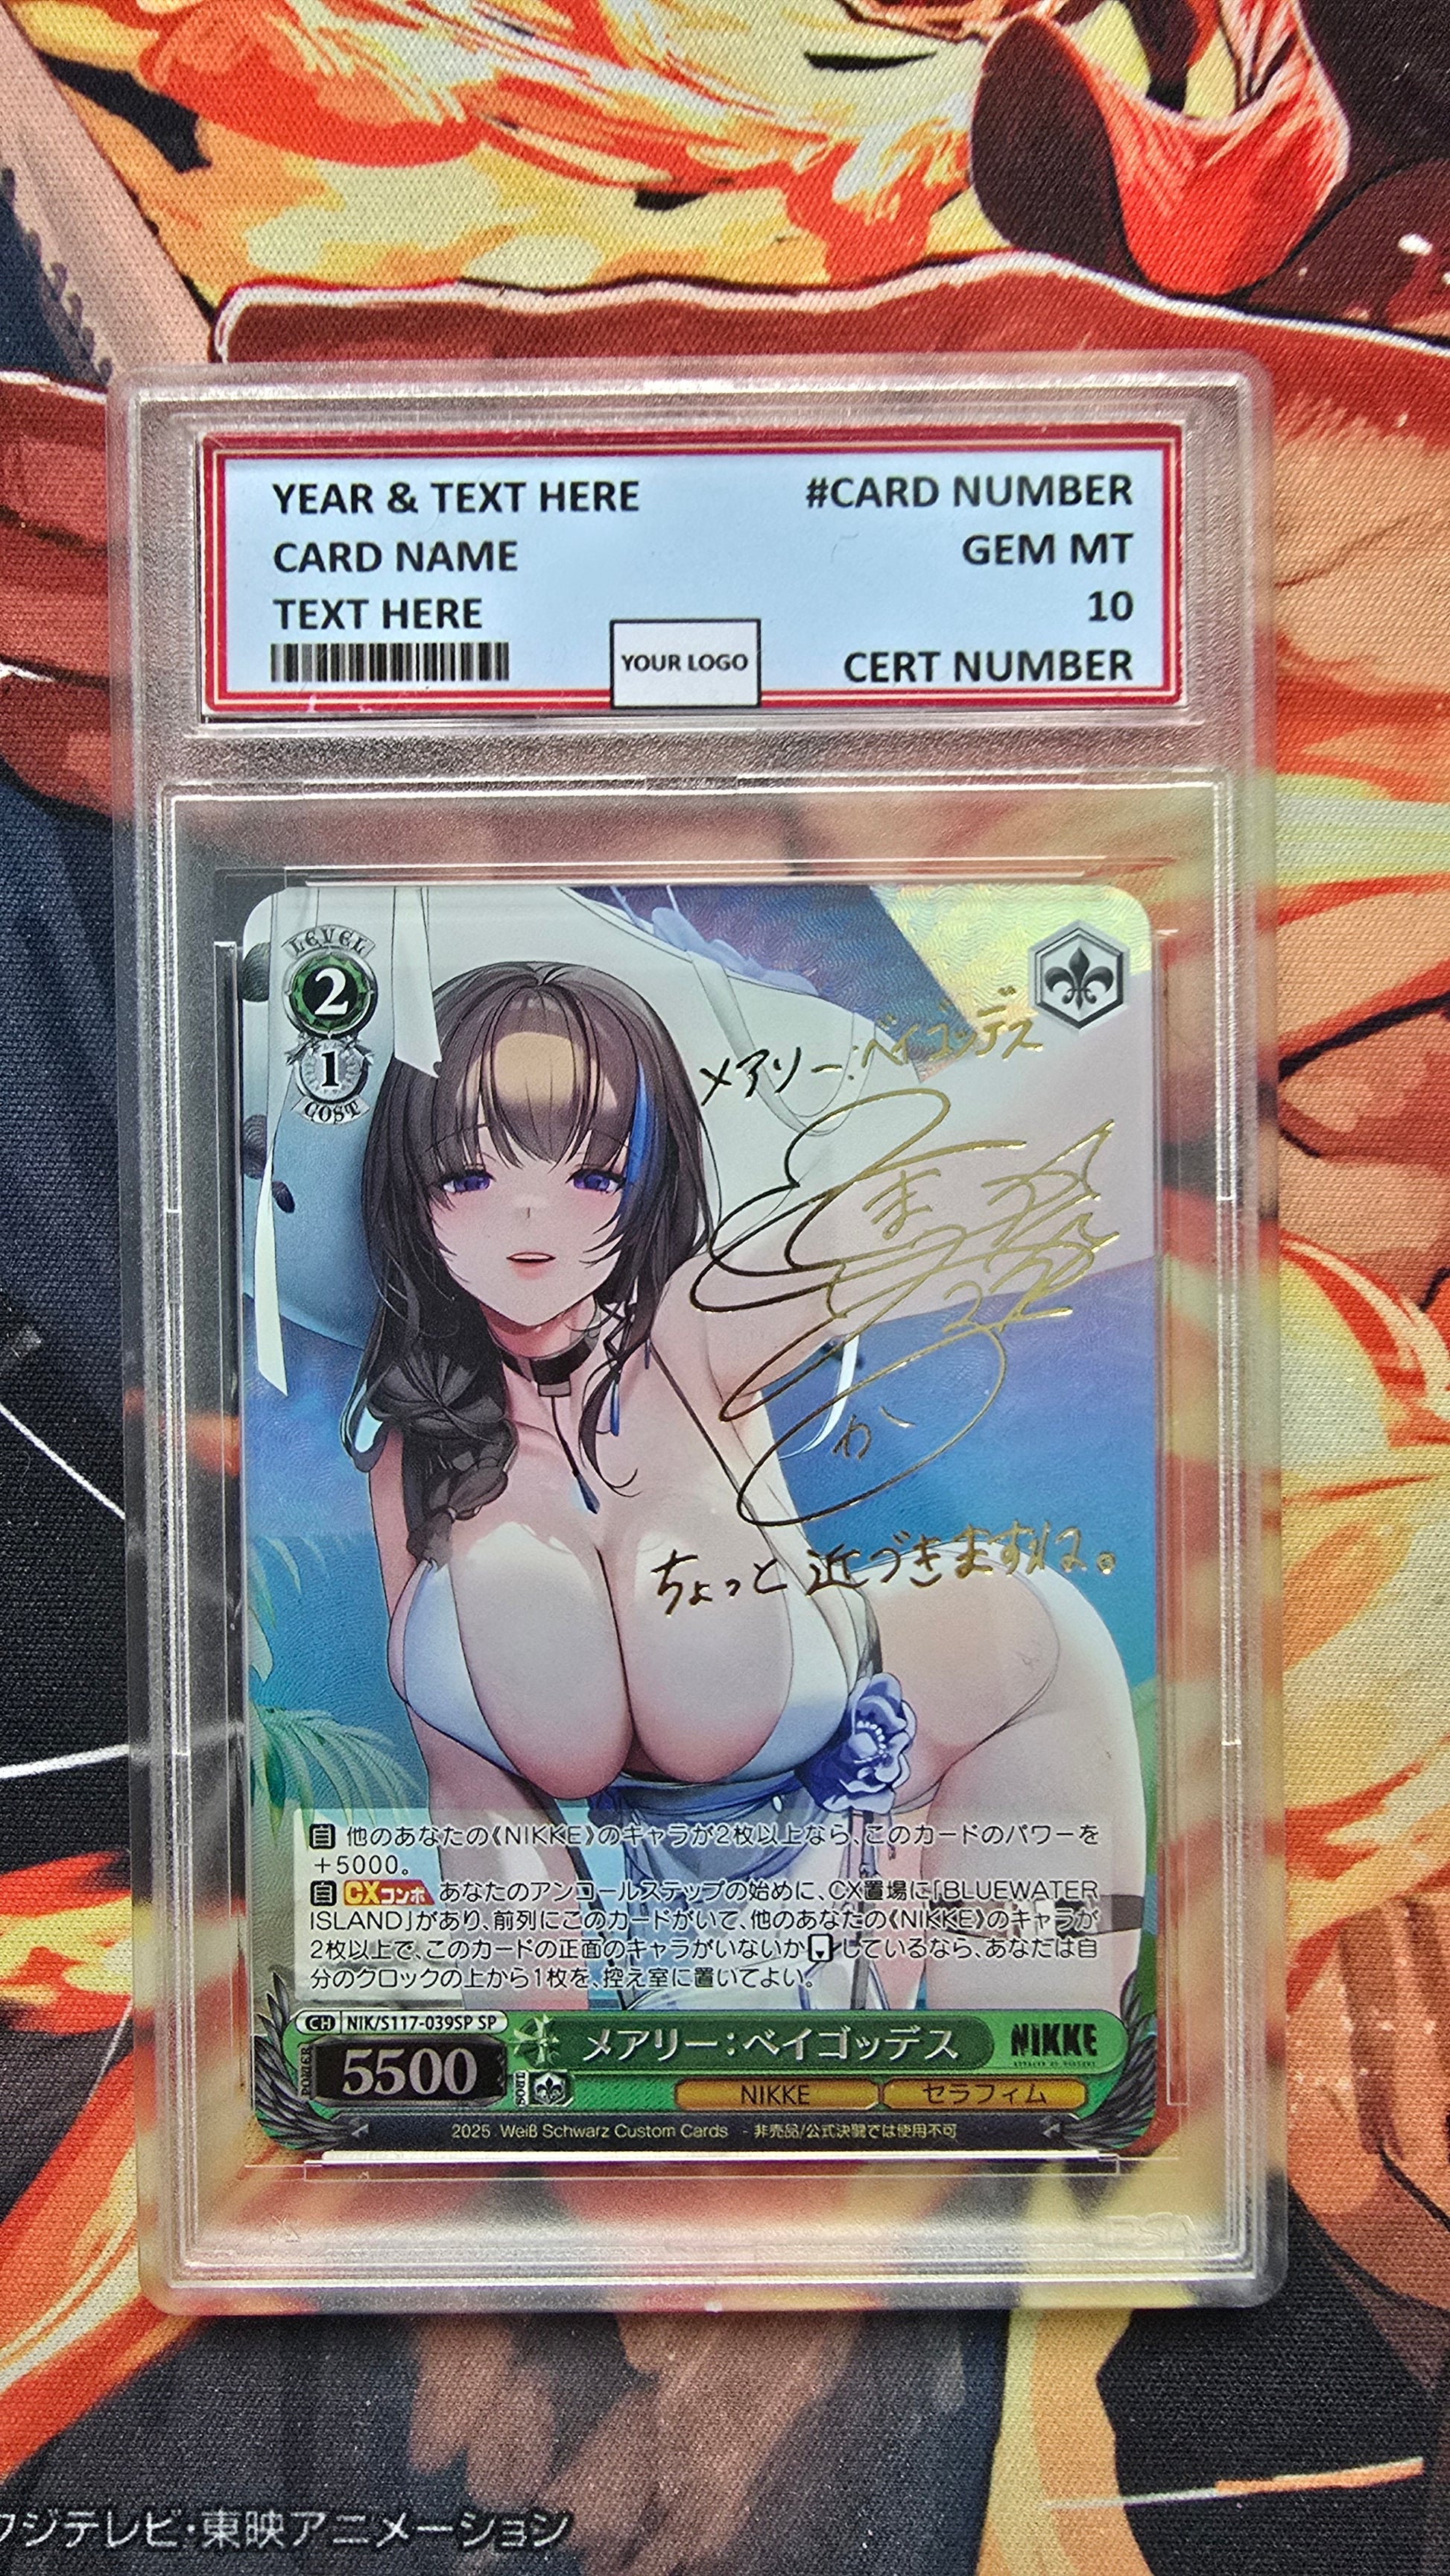 YEAR & TEXT HERE
#CARD NUMBER
CARD NAME
GEM MT
TEXT HERE
10
YOUR LOGO
CERT NUMBER
LEVEL
2
1
COST
メアリー:ベイゴッデス
ま
か
ちょっと近づきますね。
自 他のあなたの《NIKKE》のキャラが2枚以上なら、このカードのパワーを
+5000。
自 CXコンボ あなたのアンコールステップの始めに、CX置場に「BLUEWATER
ISLAND」があり、前列にこのカードがいて、他のあなたの《NIKKE》のキャラが
2枚以上で、このカードの正面のキャラがいないかしているなら、あなたは自
分のクロックの上から1枚を、控え室に置いてよい。
CH NIK/S117-039SP SP
POWER 5500 SOUL
メアリー:ベイゴッデス
NIKKE
NIKKE セラフィム
2025 Weiß Schwarz Custom Cards - 非売品/公式決闘では使用不可
フジテレビ・東映アニメーション